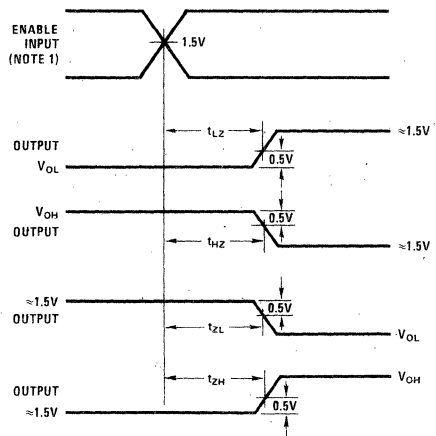 ENABLE
INPUT
(NOTE 1)
1.5V
tLZ
≈1.5V
OUTPUT
0.5V
VOL
VOH
0.5V
OUTPUT
tHZ
≈1.5V
≈1.5V
0.5V
OUTPUT
tZL
VOL
tZH
VOH
OUTPUT
0.5V
≈1.5V